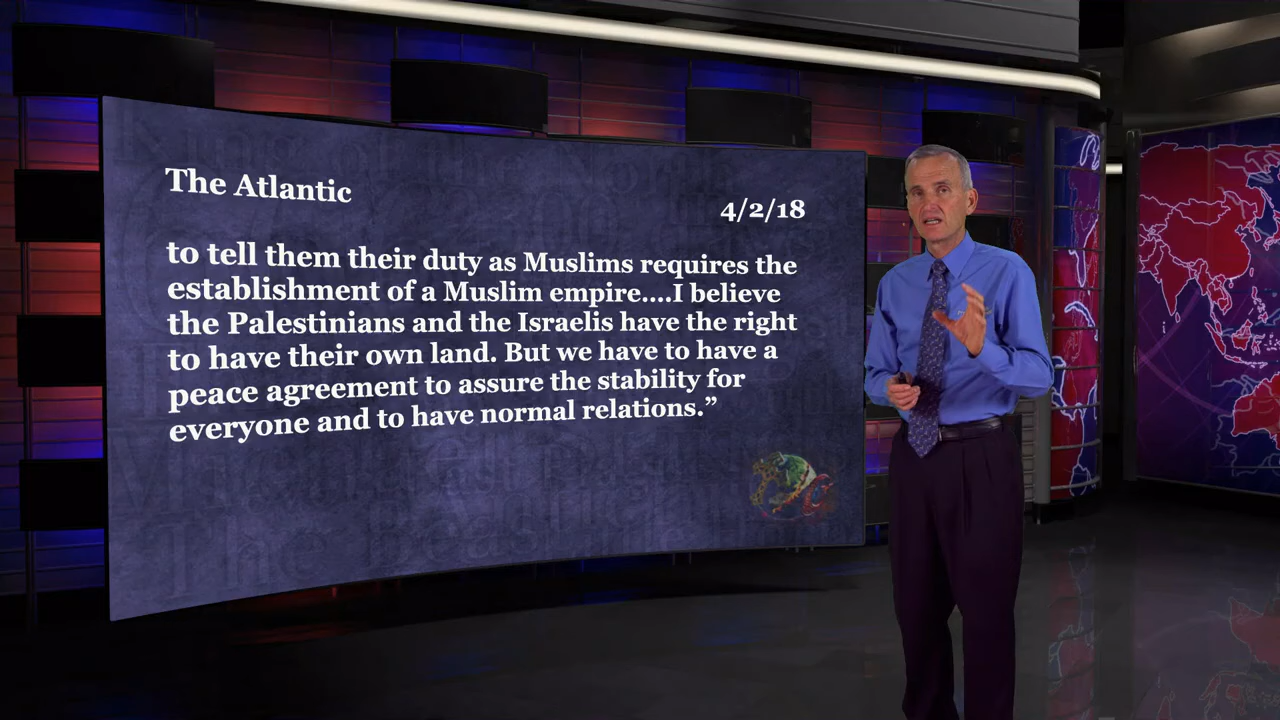 The Atlantic
4/2/18
to tell them their duty as Muslims requires the
establishment of a Muslim empire....I believe
the Palestinians and the Israelis have the right
to have their own land. But we have to have a
peace agreement to assure the stability for
everyone and to have normal relations.”